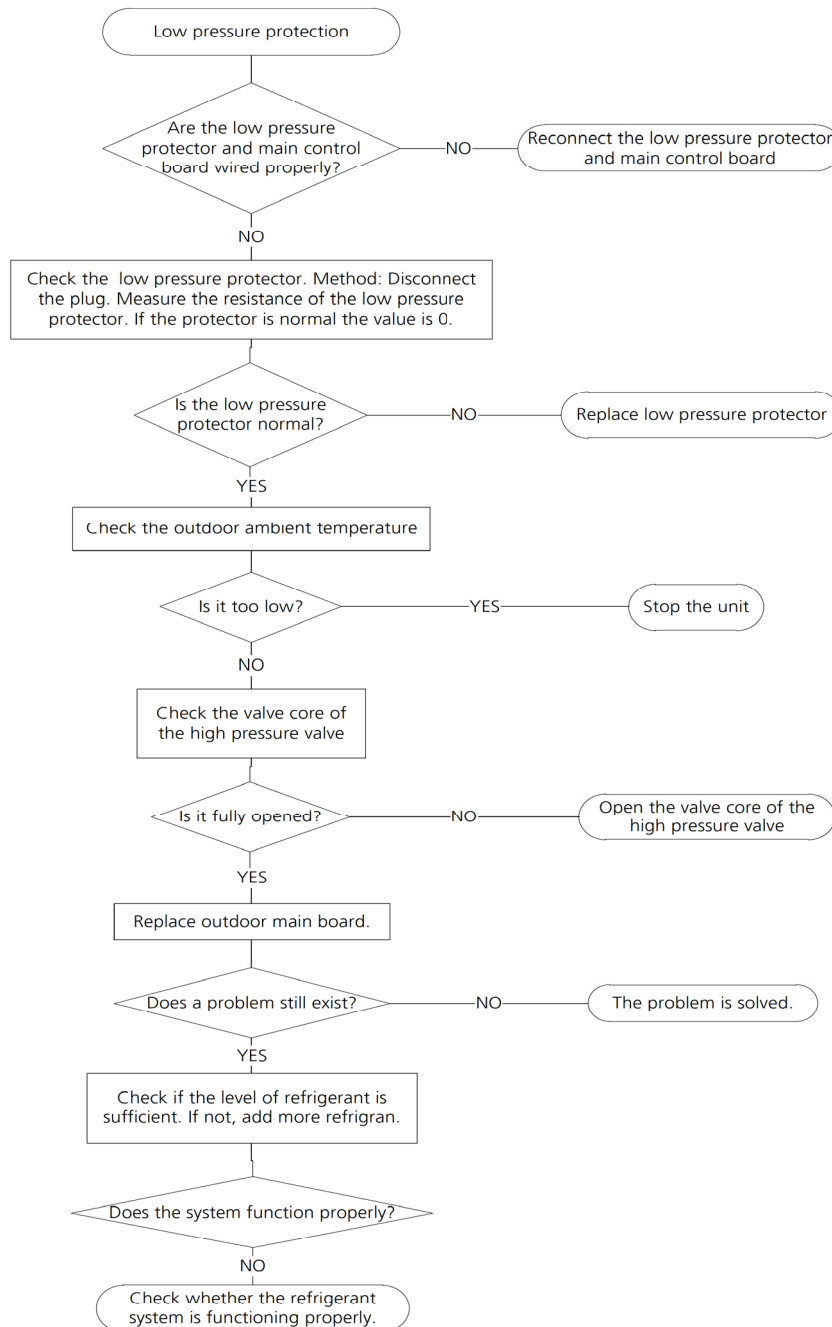 Low pressure protection
Are the low pressure
protector and main control
board wired properly?
NO
Reconnect the low pressure protector
and main control board
NO
Check the low pressure protector. Method: Disconnect
the plug. Measure the resistance of the low pressure
protector. If the protector is normal the value is 0.
Is the low pressure
protector normal?
NO
Replace low pressure protector
YES
Check the outdoor ambient temperature
Is it too low?
YES
Stop the unit
NO
Check the valve core of
the high pressure valve
Is it fully opened?
NO
Open the valve core of the
high pressure valve
YES
Replace outdoor main board.
Does a problem still exist?
NO
The problem is solved.
YES
Check if the level of refrigerant is
sufficient. If not, add more refrigran.
Does the system function properly?
NO
Check whether the refrigerant
system is functioning properly.